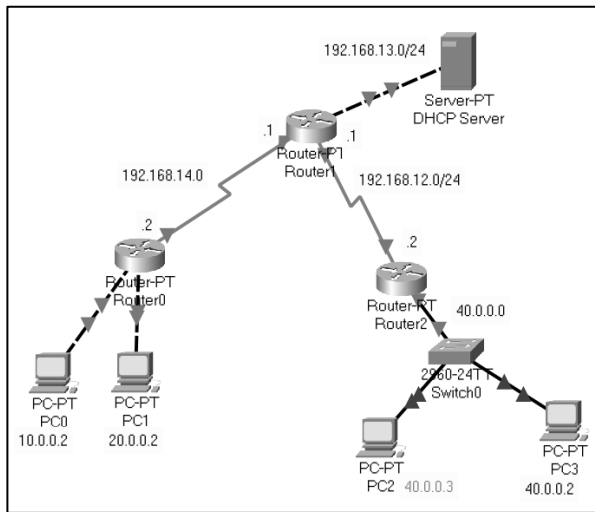 192.168.13.0/24
Server-PT
DHCP Server
.1
.1
Router-PT
Router1
192.168.14.0
192.168.12.0/24
.2
.2
Router-PT
Router0
Router-PT
Router2
40.0.0.0
2960-24TT
Switch0
PC-PT
PC0
10.0.0.2
PC-PT
PC1
20.0.0.2
PC-PT
PC2
40.0.0.3
PC-PT
PC3
40.0.0.2